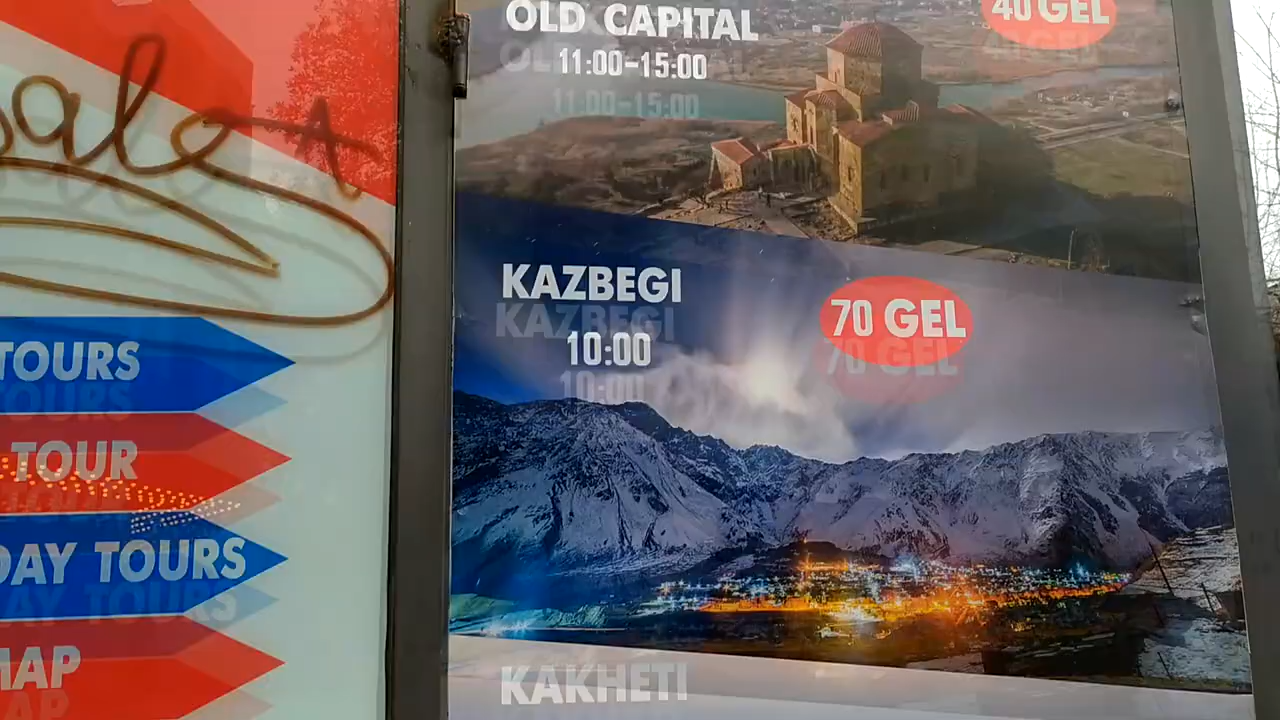 TOURS
TOUR
DAY TOURS
MAP
OLD CAPITAL
11:00-15:00
40 GEL
KAZBEGI
10:00
70 GEL
KAKHETI